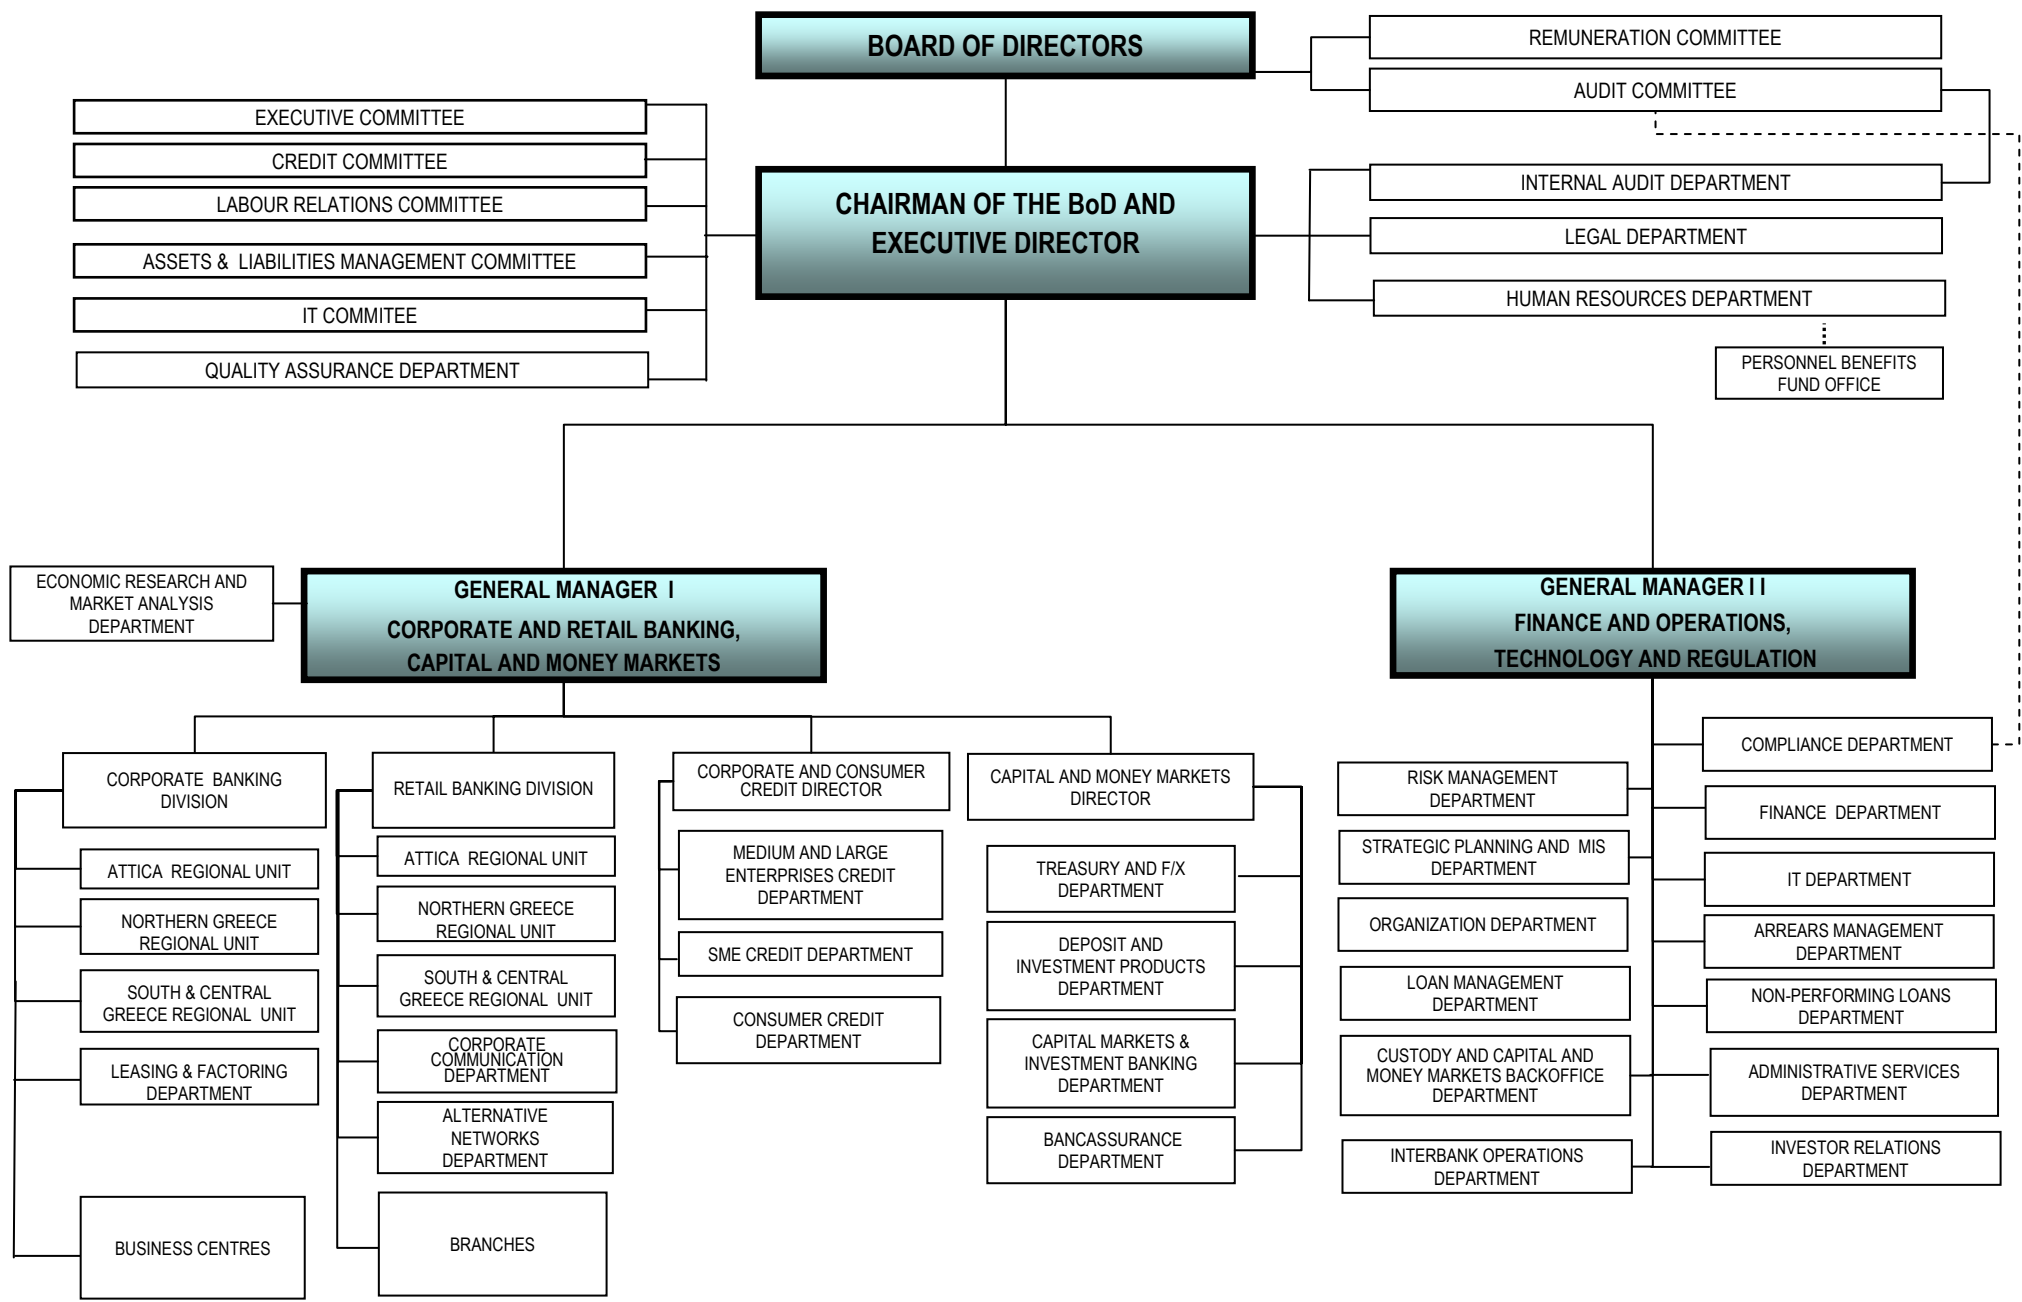 BOARD OF DIRECTORS
REMUNERATION COMMITTEE
AUDIT COMMITTEE
EXECUTIVE COMMITTEE
CREDIT COMMITTEE
LABOUR RELATIONS COMMITTEE
ASSETS & LIABILITIES MANAGEMENT COMMITTEE
IT COMMITEE
QUALITY ASSURANCE DEPARTMENT
CHAIRMAN OF THE BoD AND
EXECUTIVE DIRECTOR
INTERNAL AUDIT DEPARTMENT
LEGAL DEPARTMENT
HUMAN RESOURCES DEPARTMENT
PERSONNEL BENEFITS
FUND OFFICE
ECONOMIC RESEARCH AND
MARKET ANALYSIS
DEPARTMENT
GENERAL MANAGER I
CORPORATE AND RETAIL BANKING,
CAPITAL AND MONEY MARKETS
GENERAL MANAGER I I
FINANCE AND OPERATIONS,
TECHNOLOGY AND REGULATION
CORPORATE BANKING
DIVISION
ATTICA REGIONAL UNIT
NORTHERN GREECE
REGIONAL UNIT
SOUTH & CENTRAL
GREECE REGIONAL UNIT
LEASING & FACTORING
DEPARTMENT
BUSINESS CENTRES
RETAIL BANKING DIVISION
ATTICA REGIONAL UNIT
NORTHERN GREECE
REGIONAL UNIT
SOUTH & CENTRAL
GREECE REGIONAL UNIT
CORPORATE
COMMUNICATION
DEPARTMENT
ALTERNATIVE
NETWORKS
DEPARTMENT
BRANCHES
CORPORATE AND CONSUMER
CREDIT DIRECTOR
MEDIUM AND LARGE
ENTERPRISES CREDIT
DEPARTMENT
SME CREDIT DEPARTMENT
CONSUMER CREDIT
DEPARTMENT
CAPITAL AND MONEY MARKETS
DIRECTOR
TREASURY AND F/X
DEPARTMENT
DEPOSIT AND
INVESTMENT PRODUCTS
DEPARTMENT
CAPITAL MARKETS &
INVESTMENT BANKING
DEPARTMENT
BANCASSURANCE
DEPARTMENT
RISK MANAGEMENT
DEPARTMENT
STRATEGIC PLANNING AND MIS
DEPARTMENT
ORGANIZATION DEPARTMENT
LOAN MANAGEMENT
DEPARTMENT
CUSTODY AND CAPITAL AND
MONEY MARKETS BACKOFFICE
DEPARTMENT
INTERBANK OPERATIONS
DEPARTMENT
COMPLIANCE DEPARTMENT
FINANCE DEPARTMENT
IT DEPARTMENT
ARREARS MANAGEMENT
DEPARTMENT
NON-PERFORMING LOANS
DEPARTMENT
ADMINISTRATIVE SERVICES
DEPARTMENT
INVESTOR RELATIONS
DEPARTMENT